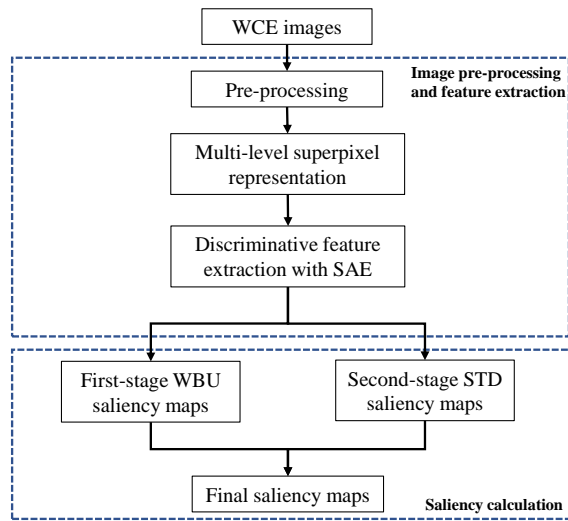 WCE images
Image pre-processing
and feature extraction
Pre-processing
Multi-level superpixel
representation
Discriminative feature
extraction with SAE
First-stage WBU
saliency maps
Second-stage STD
saliency maps
Final saliency maps
Saliency calculation